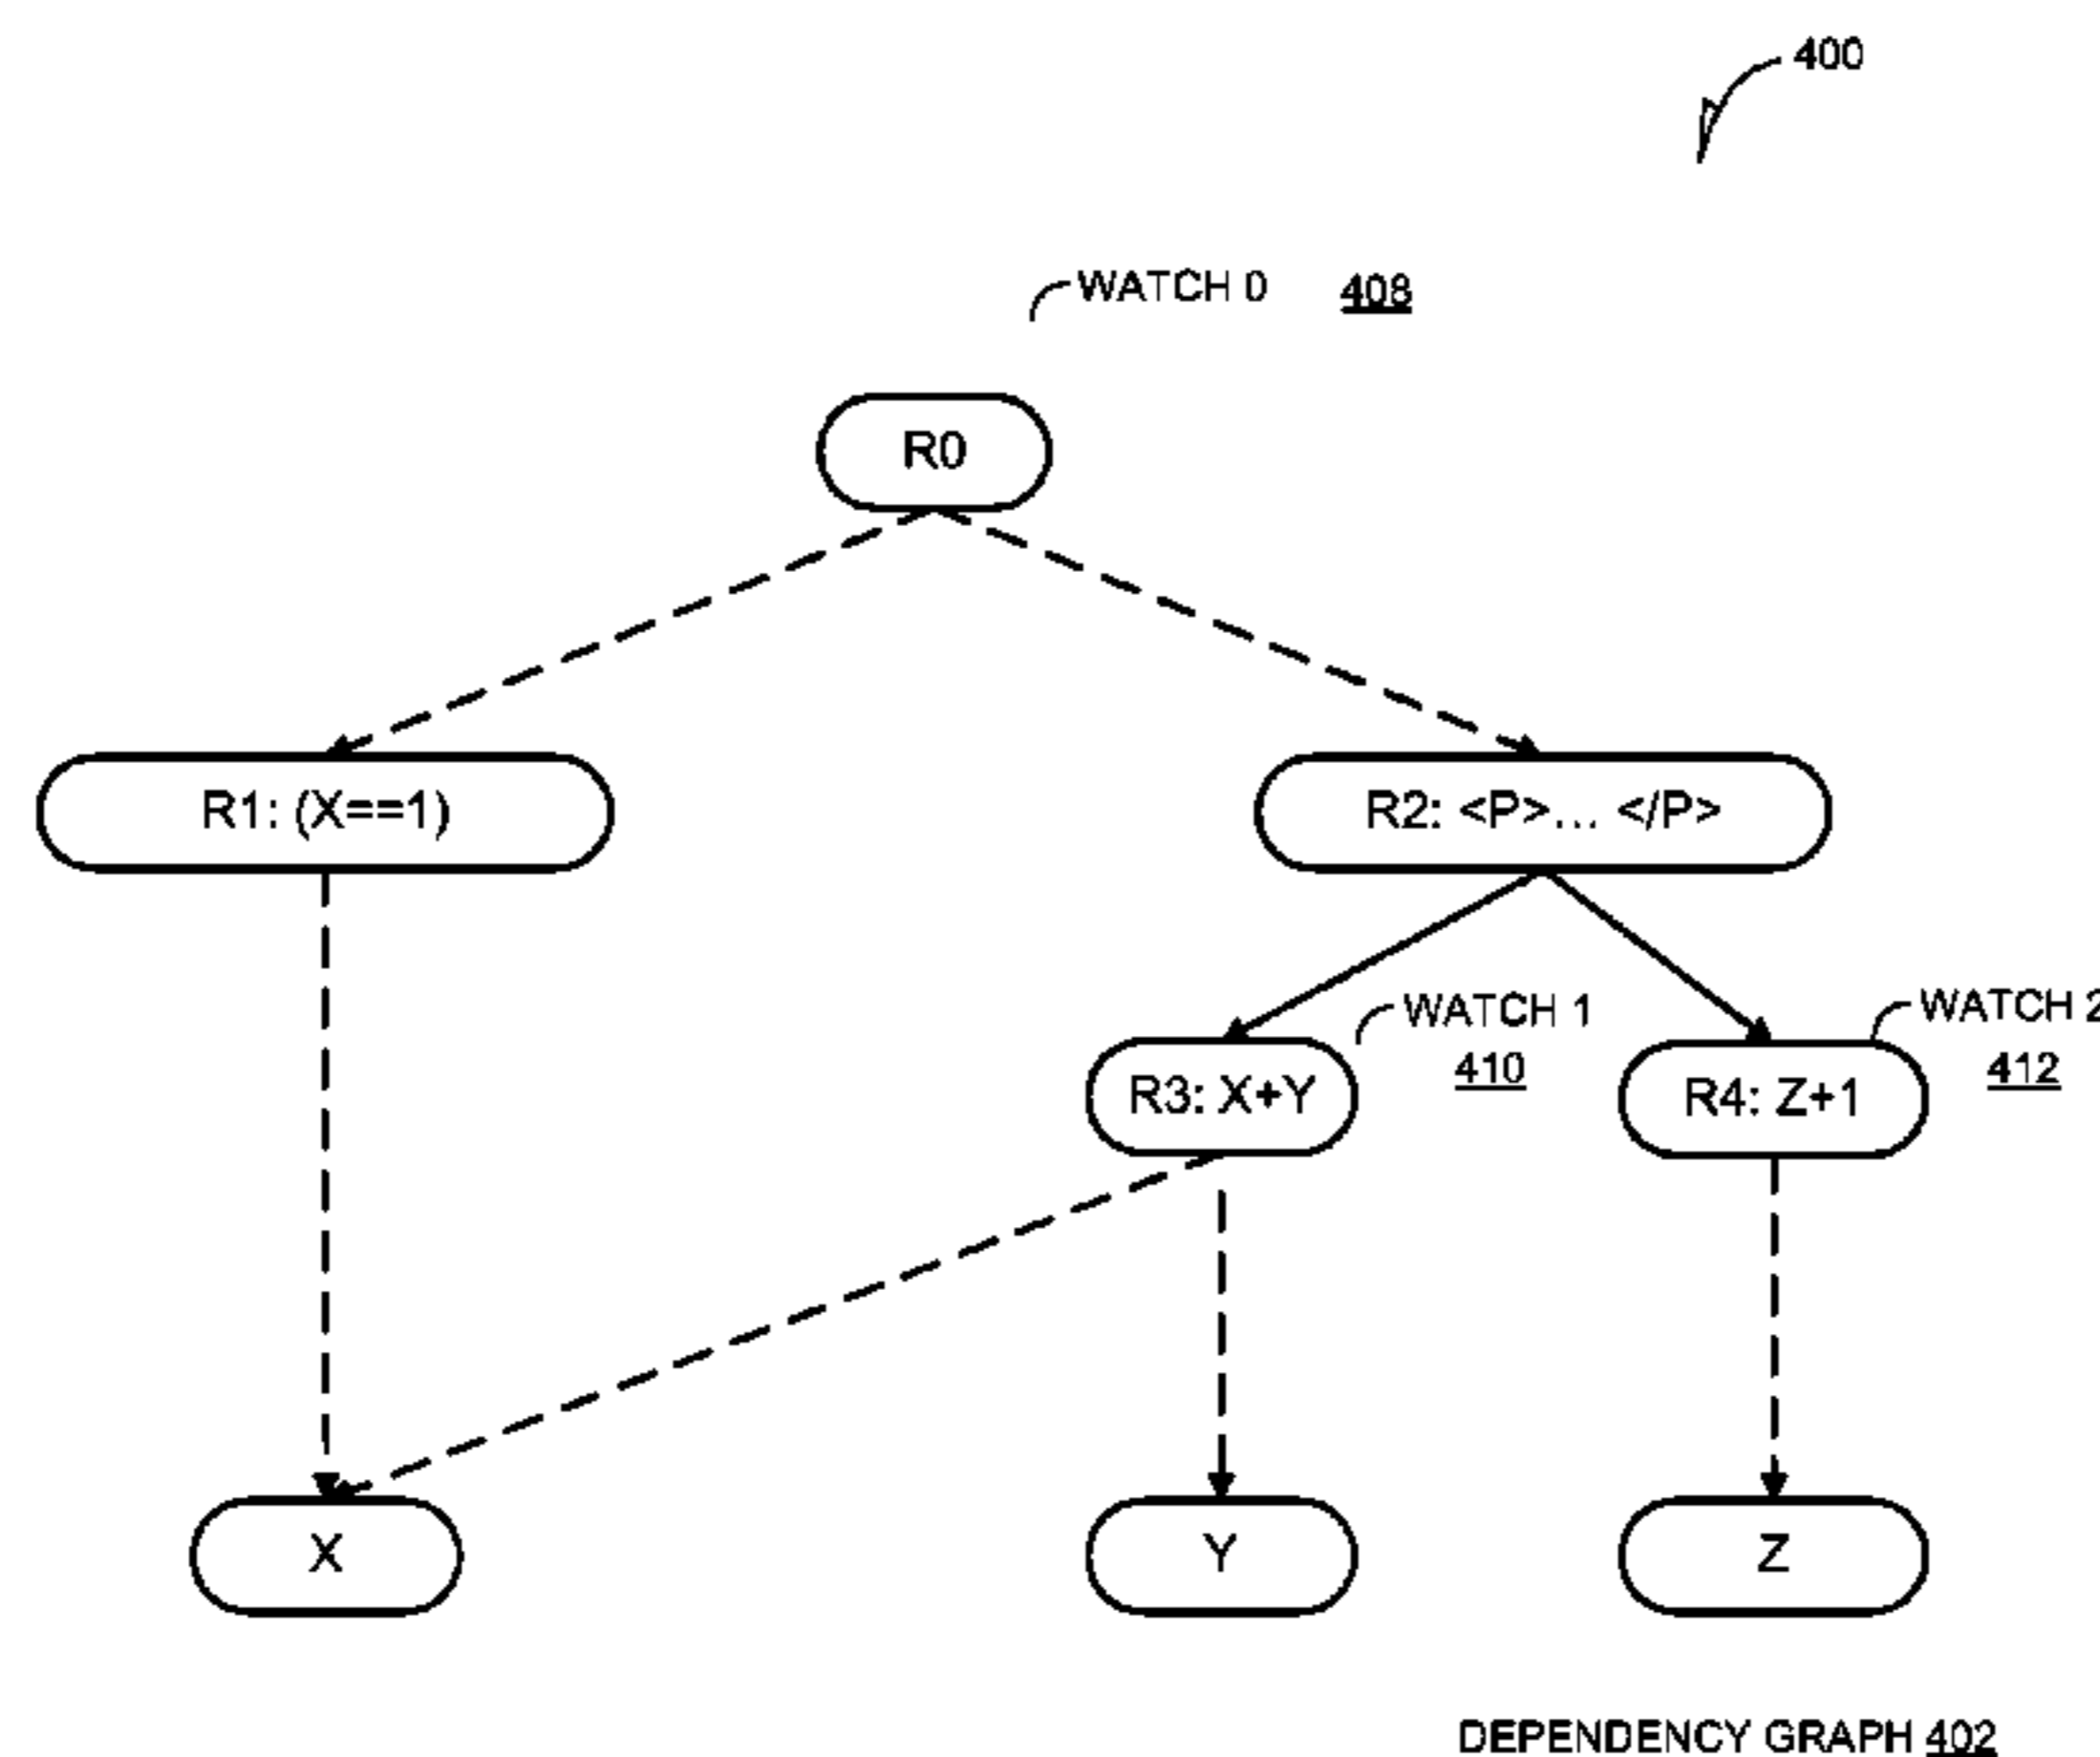 400
WATCH 0 408
R0
R1: (X==1)
R2: <P>... </P>
WATCH 1
410
WATCH 2
412
R3: X+Y
R4: Z+1
X
Y
Z
DEPENDENCY GRAPH 402